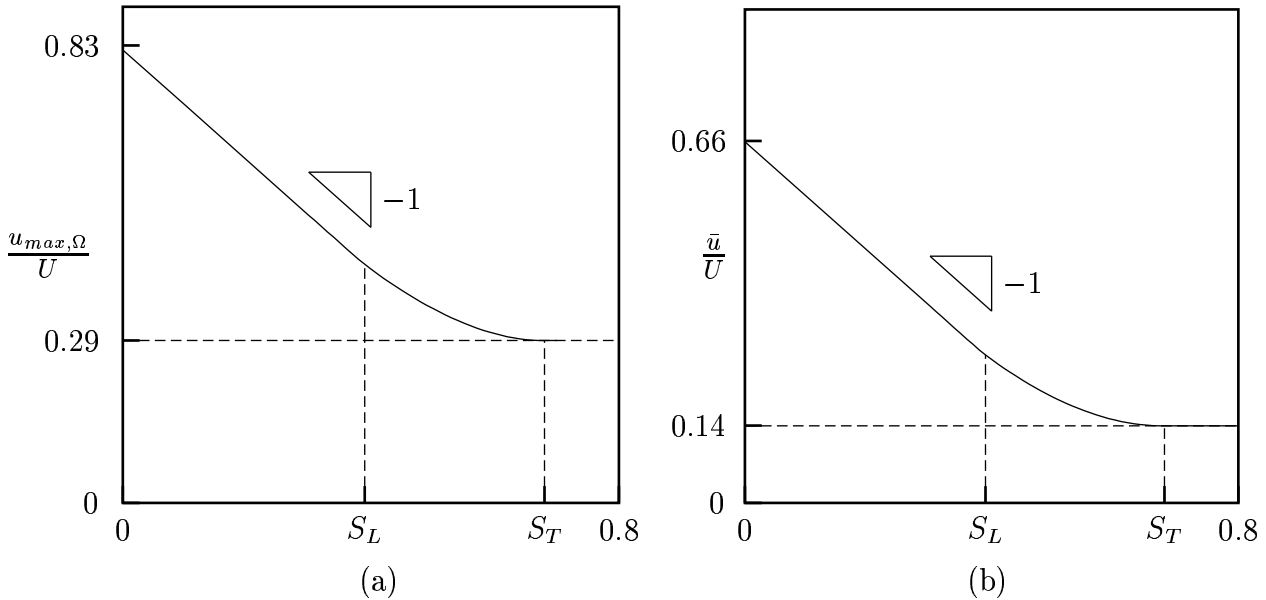 0.83
u_{max,Ω}
U
−1
0.29
0
0
S_L
S_T
0.8
(a)
0.66
ū
U
−1
0.14
0
0
S_L
S_T
0.8
(b)